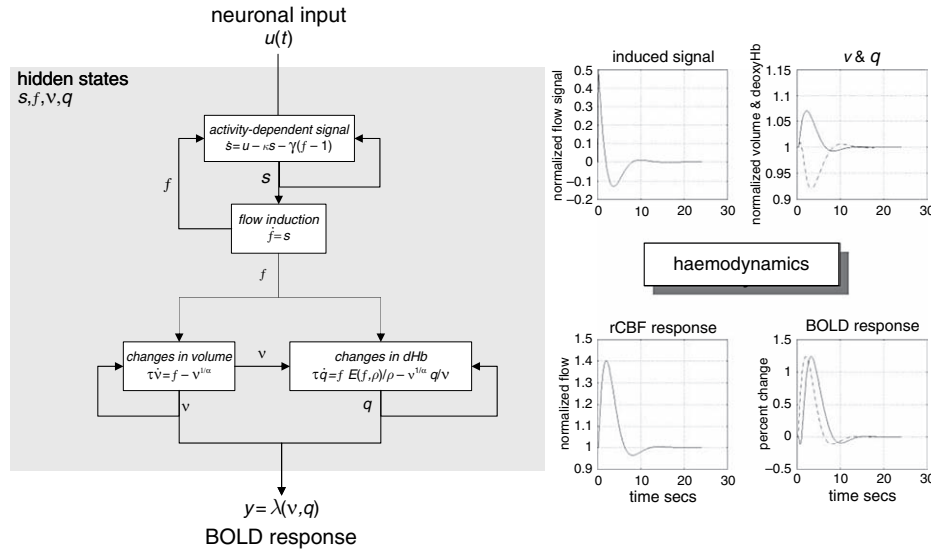 neuronal input
u(t)
hidden states
s,f,ν,q
activity-dependent signal
ṡ = u − κs − γ(f − 1)
f
s
flow induction
ḟ = s
f
changes in volume
τν̇ = f − ν^1/α
ν
changes in dHb
τq̇ = f E(f,ρ)/ρ − ν^1/α q/ν
ν
q
y = λ(ν,q)
BOLD response
induced signal
normalized flow signal
0.5
0.4
0.3
0.2
0.1
0
−0.1
−0.2
0 10 20 30
ν & q
normalized volume & deoxyHb
1.15
1.1
1.05
1
0.95
0.9
0 10 20 30
haemodynamics
rCBF response
normalized flow
1.5
1.4
1.3
1.2
1.1
1
0.9
0 10 20 30
time secs
BOLD response
percent change
1.5
1
0.5
0
−0.5
0 10 20 30
time secs